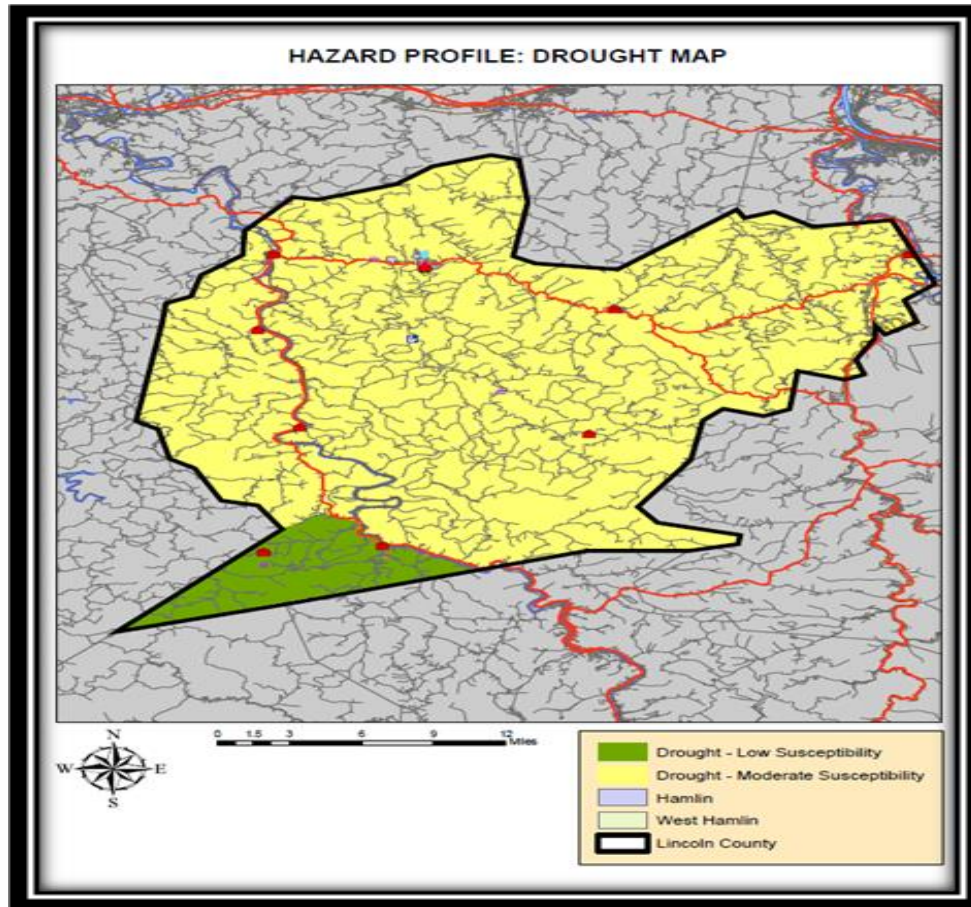 HAZARD PROFILE: DROUGHT MAP
N
W E
S
0 1.5 3 6 9 12
Miles
Drought - Low Susceptibility
Drought - Moderate Susceptibility
Hamlin
West Hamlin
Lincoln County